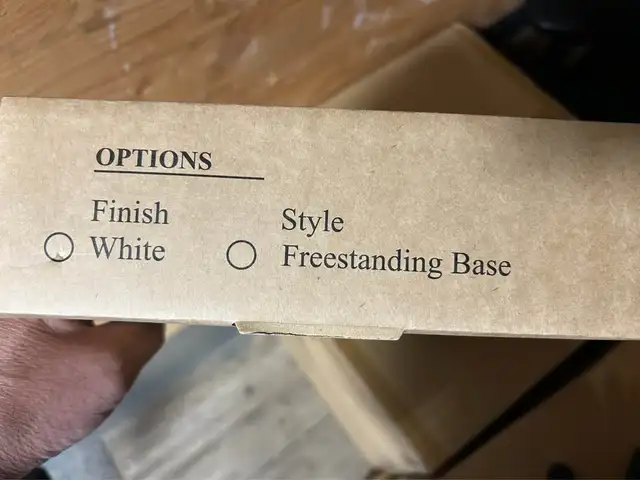 OPTIONS
Finish
White
Style
Freestanding Base